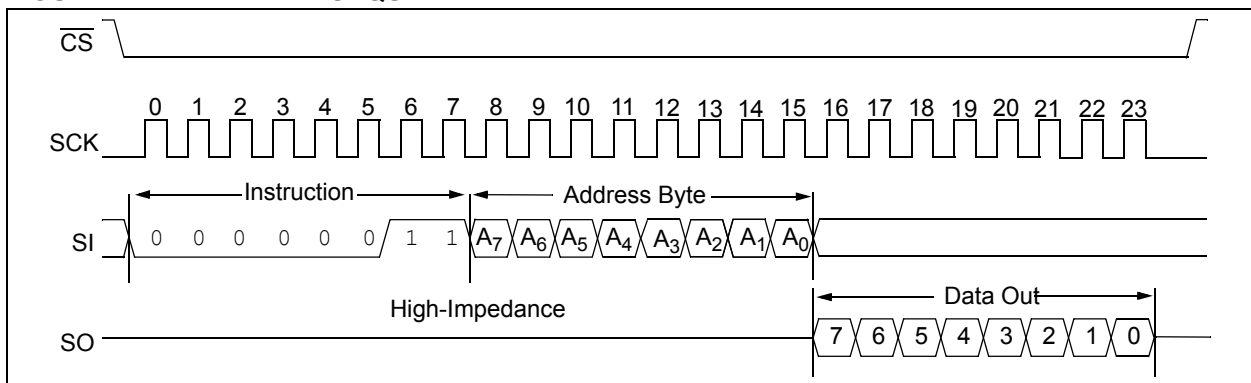 CS
0 1 2 3 4 5 6 7 8 9 10 11 12 13 14 15 16 17 18 19 20 21 22 23
SCK
Instruction
Address Byte
SI 0 0 0 0 0 0 1 1 A7 A6 A5 A4 A3 A2 A1 A0
High-Impedance
Data Out
SO 7 6 5 4 3 2 1 0